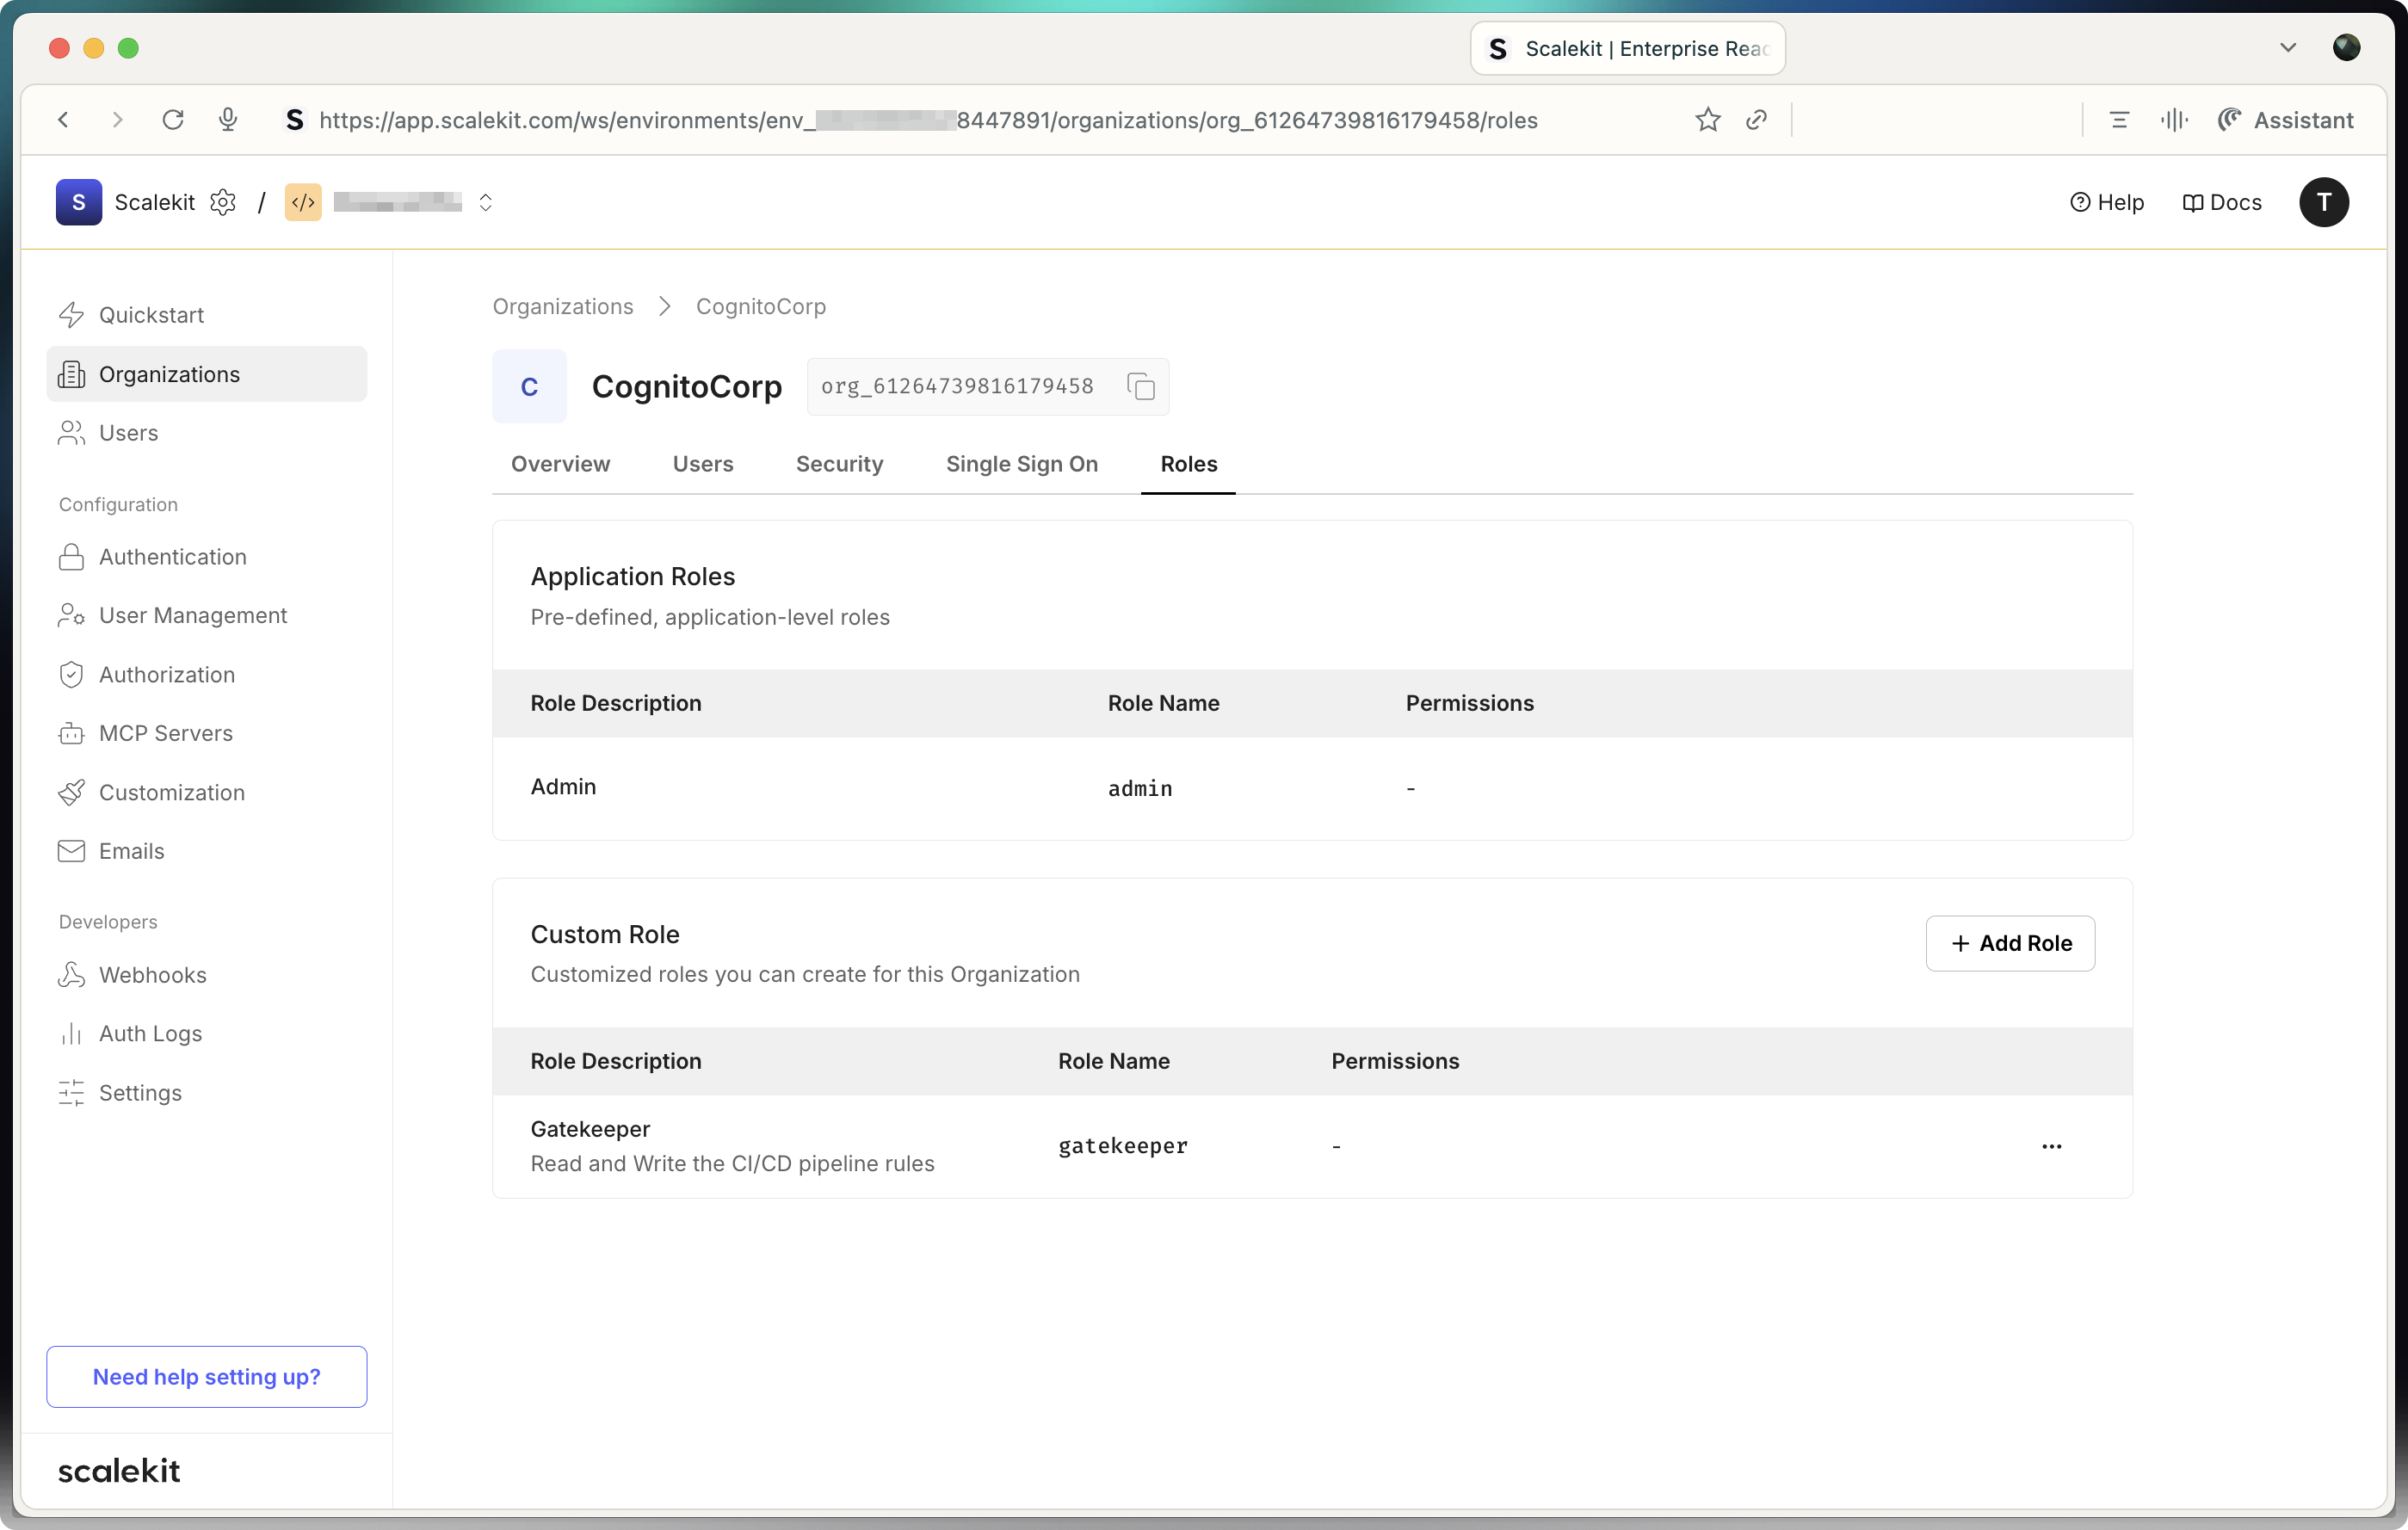 S Scalekit | Enterprise Reac
S https://app.scalekit.com/ws/environments/env_8447891/organizations/org_61264739816179458/roles
Assistant
S Scalekit / </>
Help Docs T
Quickstart
Organizations
Users
Configuration
Authentication
User Management
Authorization
MCP Servers
Customization
Emails
Developers
Webhooks
Auth Logs
Settings
Need help setting up?
scalekit
Organizations > CognitoCorp
C CognitoCorp org_61264739816179458
Overview Users Security Single Sign On Roles
Application Roles
Pre-defined, application-level roles
Role Description Role Name Permissions
Admin admin -
Custom Role
Customized roles you can create for this Organization
+ Add Role
Role Description Role Name Permissions
Gatekeeper
Read and Write the CI/CD pipeline rules
gatekeeper - ...